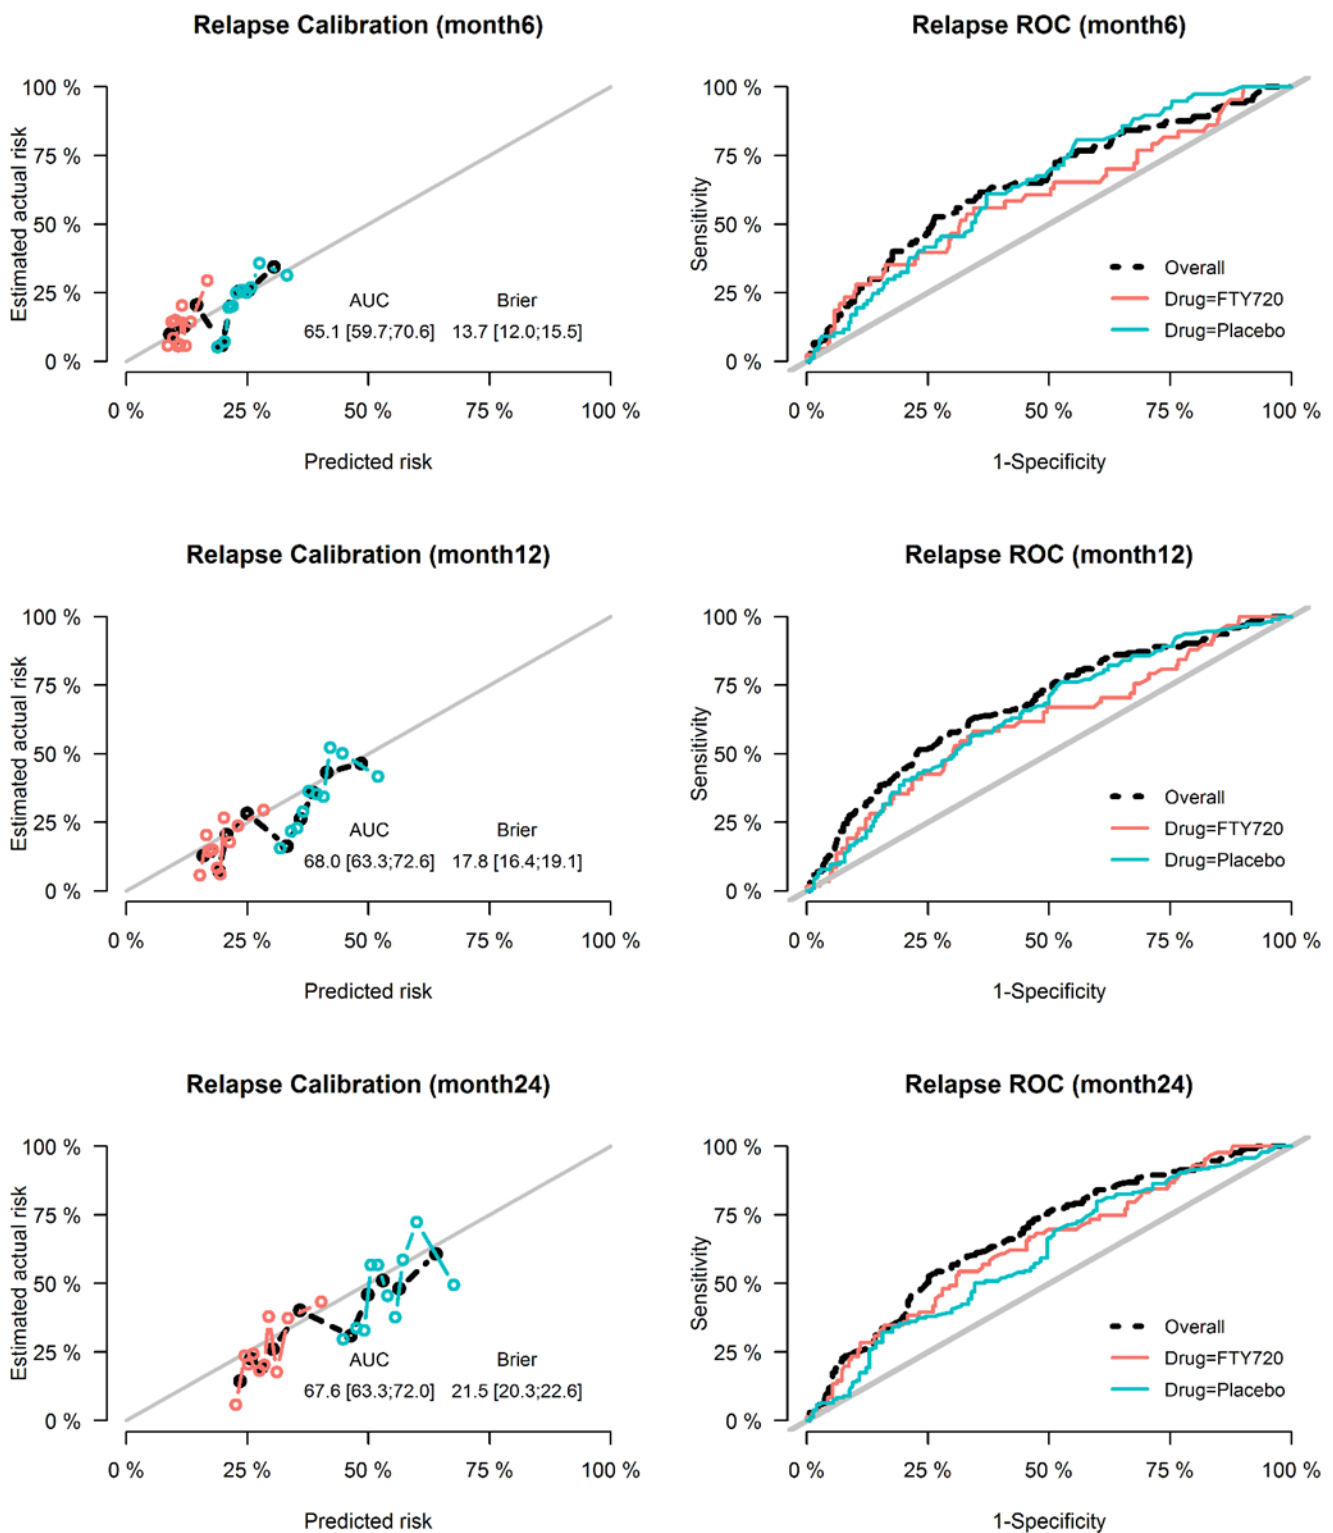 Relapse Calibration (month6)
Estimated actual risk
100 %
75 %
50 %
25 %
0 %
AUC Brier
65.1 [59.7;70.6] 13.7 [12.0;15.5]
0 % 25 % 50 % 75 % 100 %
Predicted risk
Relapse ROC (month6)
Sensitivity
100 %
75 %
50 %
25 %
0 %
Overall
Drug=FTY720
Drug=Placebo
0 % 25 % 50 % 75 % 100 %
1-Specificity
Relapse Calibration (month12)
Estimated actual risk
100 %
75 %
50 %
25 %
0 %
AUC Brier
68.0 [63.3;72.6] 17.8 [16.4;19.1]
0 % 25 % 50 % 75 % 100 %
Predicted risk
Relapse ROC (month12)
Sensitivity
100 %
75 %
50 %
25 %
0 %
Overall
Drug=FTY720
Drug=Placebo
0 % 25 % 50 % 75 % 100 %
1-Specificity
Relapse Calibration (month24)
Estimated actual risk
100 %
75 %
50 %
25 %
0 %
AUC Brier
67.6 [63.3;72.0] 21.5 [20.3;22.6]
0 % 25 % 50 % 75 % 100 %
Predicted risk
Relapse ROC (month24)
Sensitivity
100 %
75 %
50 %
25 %
0 %
Overall
Drug=FTY720
Drug=Placebo
0 % 25 % 50 % 75 % 100 %
1-Specificity